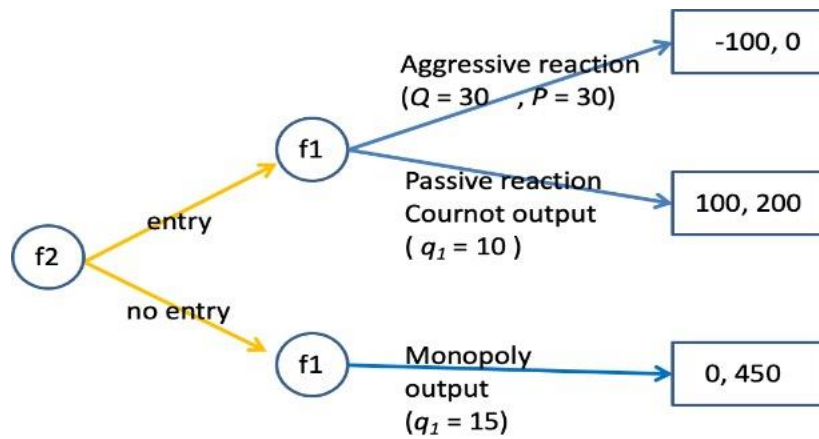 -100, 0
Aggressive reaction
(Q = 30 , P = 30)
f1
Passive reaction
Cournot output
( q₁ = 10 )
100, 200
entry
f2
no entry
f1
Monopoly
output
(q₁ = 15)
0, 450